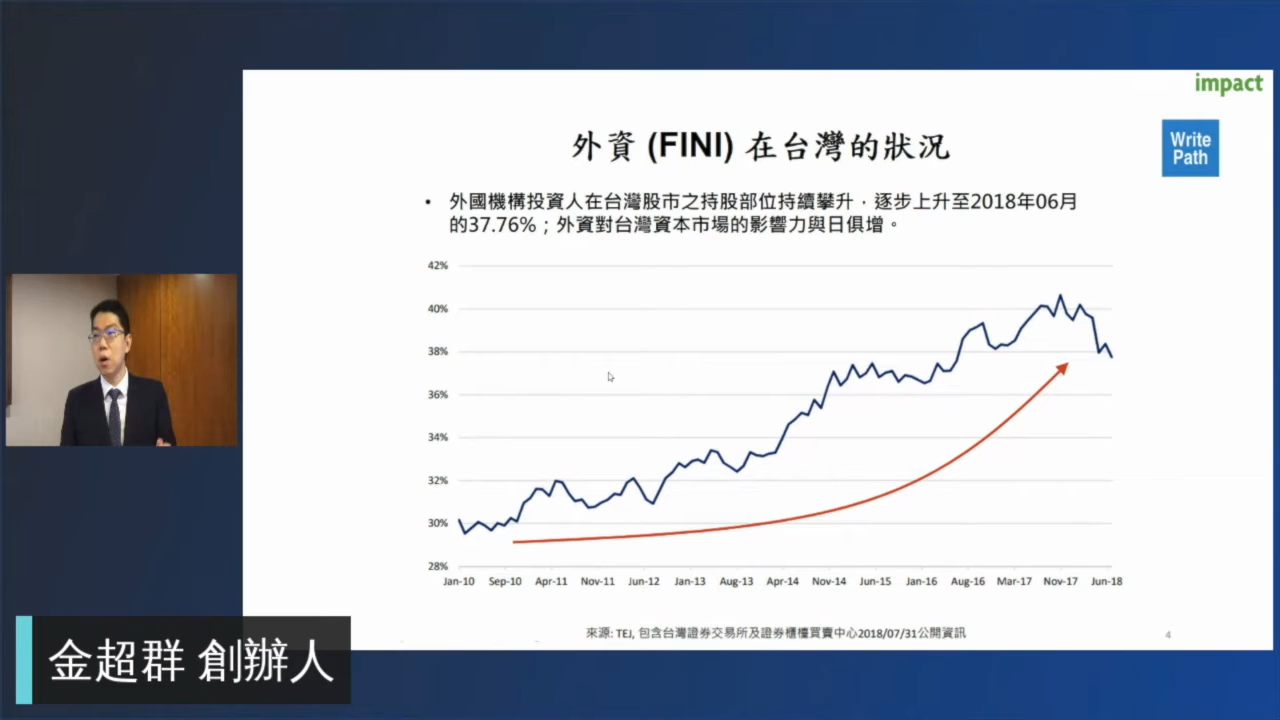 impact
Write
Path
外資 (FINI) 在台灣的狀況
• 外國機構投資人在台灣股市之持股部位持續攀升，逐步上升至2018年06月
的37.76%；外資對台灣資本市場的影響力與日俱增。
42%
40%
38%
36%
34%
32%
30%
28%
Jan-10 Sep-10 Apr-11 Nov-11 Jun-12 Jan-13 Aug-13 Apr-14 Nov-14 Jun-15 Jan-16 Aug-16 Mar-17 Nov-17 Jun-18
來源: TEJ, 包含台灣證券交易所及證券櫃檯買賣中心2018/07/31公開資訊
4
金超群 創辦人